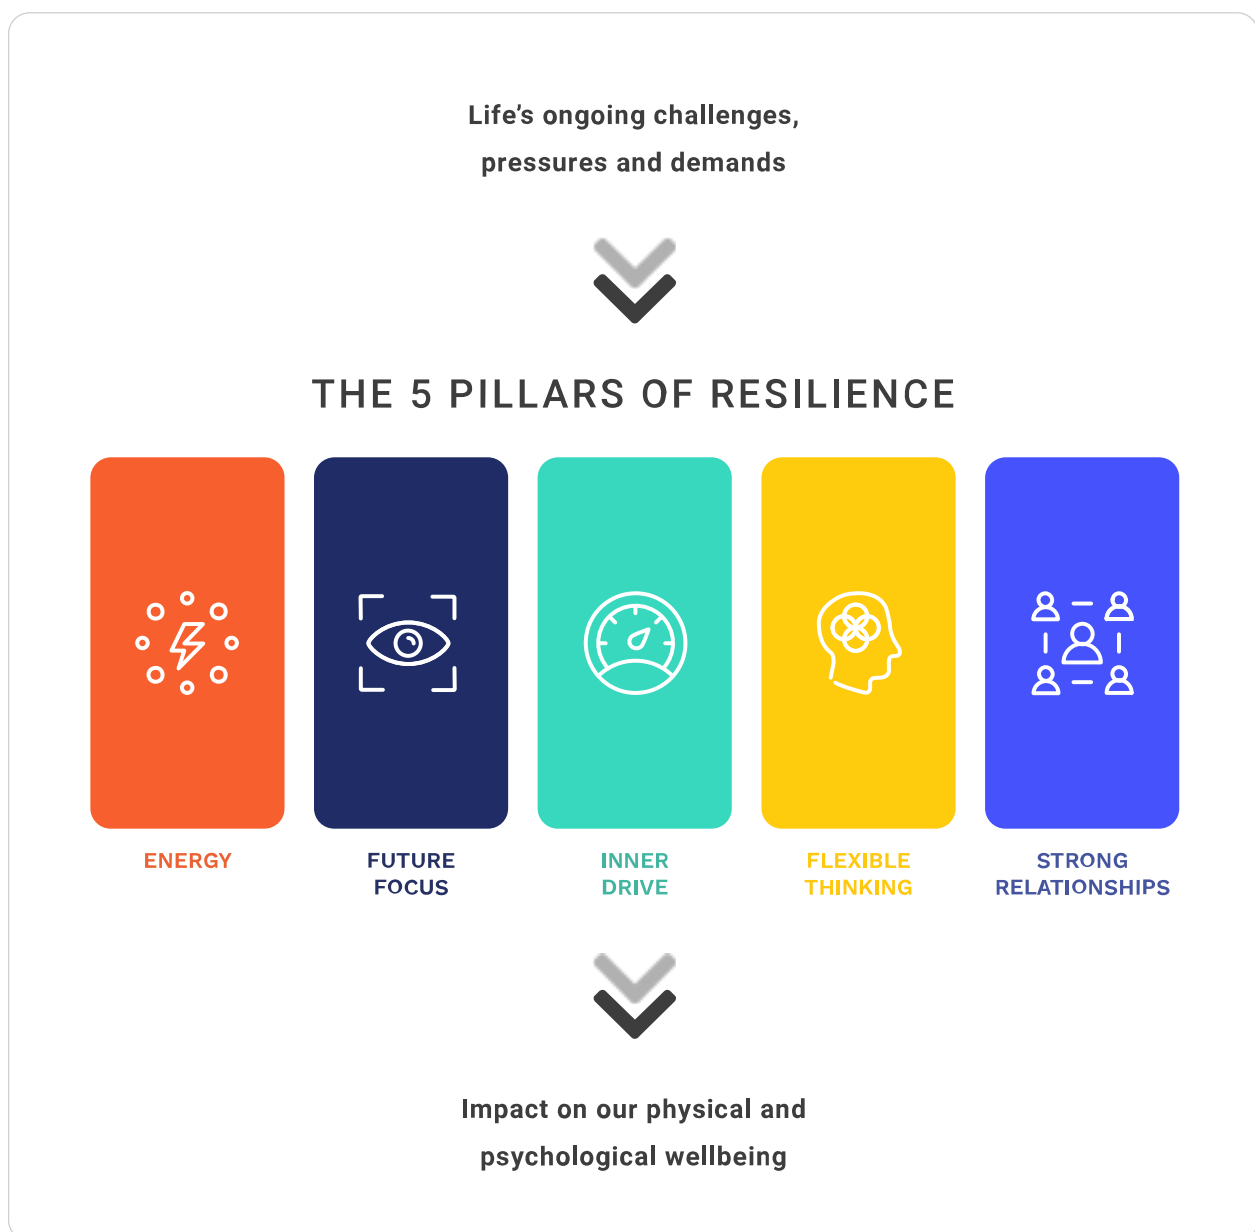 Life’s ongoing challenges,
pressures and demands
THE 5 PILLARS OF RESILIENCE
ENERGY
FUTURE
FOCUS
INNER
DRIVE
FLEXIBLE
THINKING
STRONG
RELATIONSHIPS
Impact on our physical and
psychological wellbeing